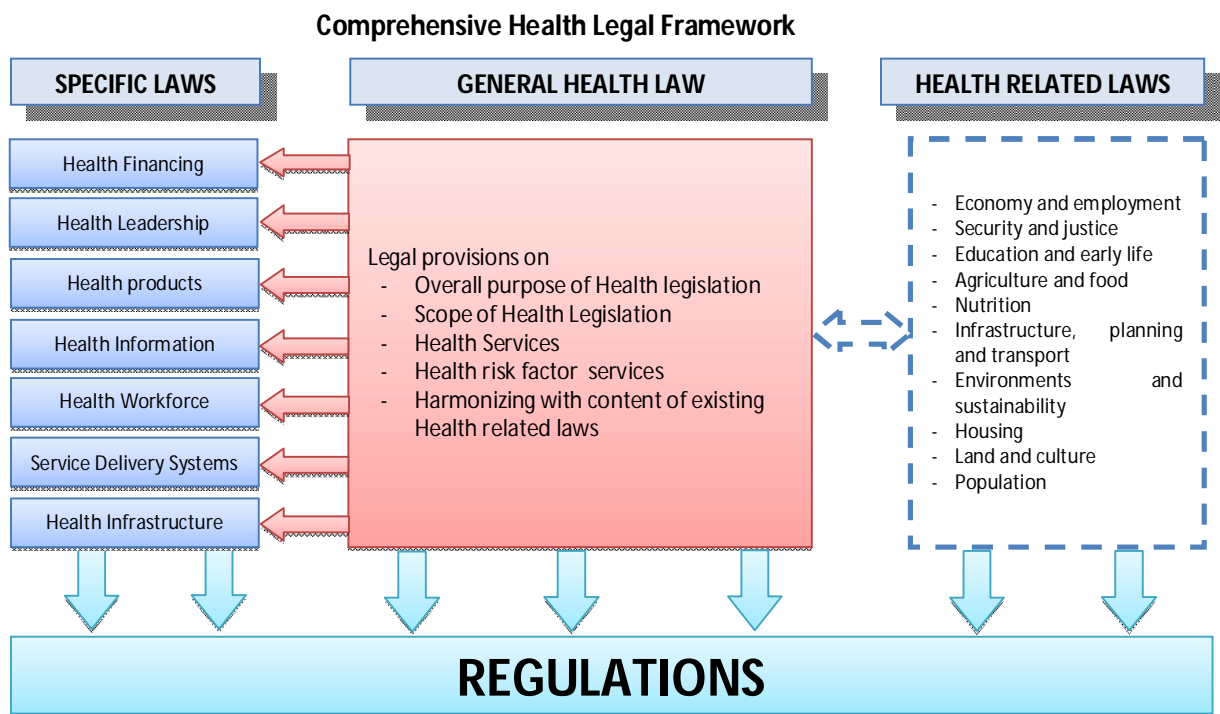 Comprehensive Health Legal Framework
SPECIFIC LAWS
Health Financing
Health Leadership
Health products
Health Information
Health Workforce
Service Delivery Systems
Health Infrastructure
GENERAL HEALTH LAW
Legal provisions on
- Overall purpose of Health legislation
- Scope of Health Legislation
- Health Services
- Health risk factor services
- Harmonizing with content of existing
Health related laws
HEALTH RELATED LAWS
- Economy and employment
- Security and justice
- Education and early life
- Agriculture and food
- Nutrition
- Infrastructure, planning
and transport
- Environments and
sustainability
- Housing
- Land and culture
- Population
REGULATIONS